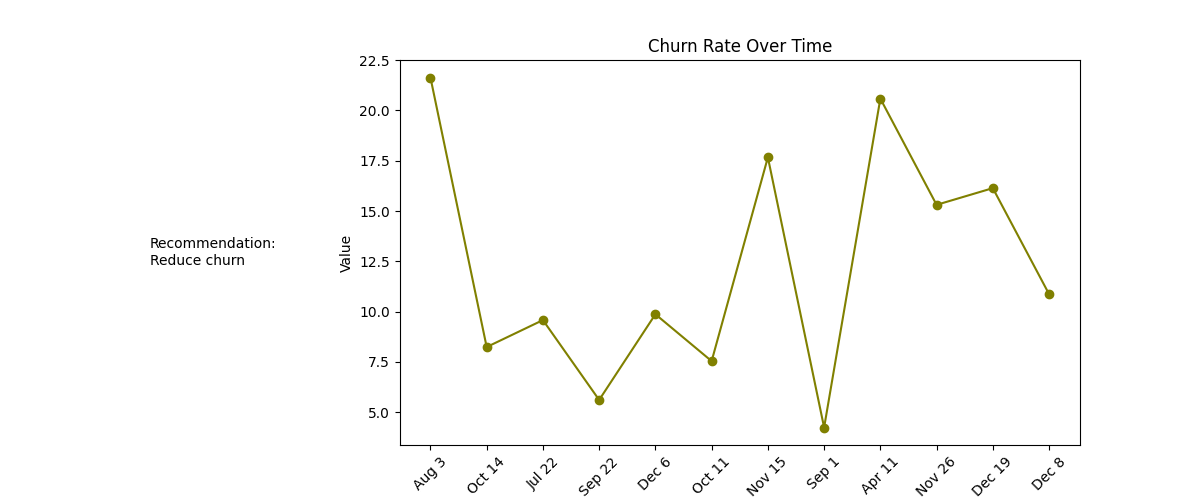 Churn Rate Over Time
Recommendation:
Reduce churn
Value
22.5
20.0
17.5
15.0
12.5
10.0
7.5
5.0
Aug 3
Oct 14
Jul 22
Sep 22
Dec 6
Oct 11
Nov 15
Sep 1
Apr 11
Nov 26
Dec 19
Dec 8